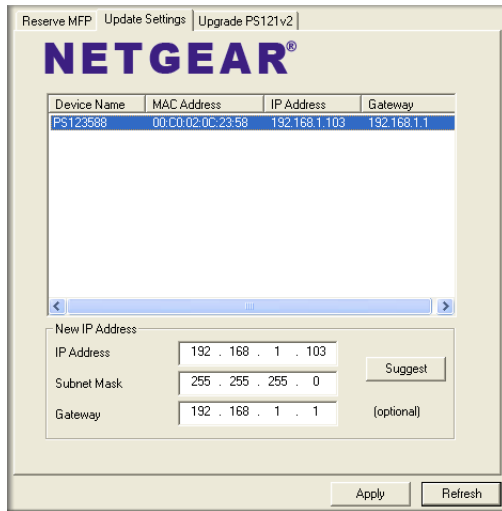 Reserve MFP Update Settings Upgrade PS121v2
NETGEAR®
Device Name MAC Address IP Address Gateway
PS123588 00:C0:02:0C:23:58 192.168.1.103 192.168.1.1
New IP Address
IP Address 192 . 168 . 1 . 103
Suggest
Subnet Mask 255 . 255 . 255 . 0
Gateway 192 . 168 . 1 . 1 (optional)
Apply Refresh